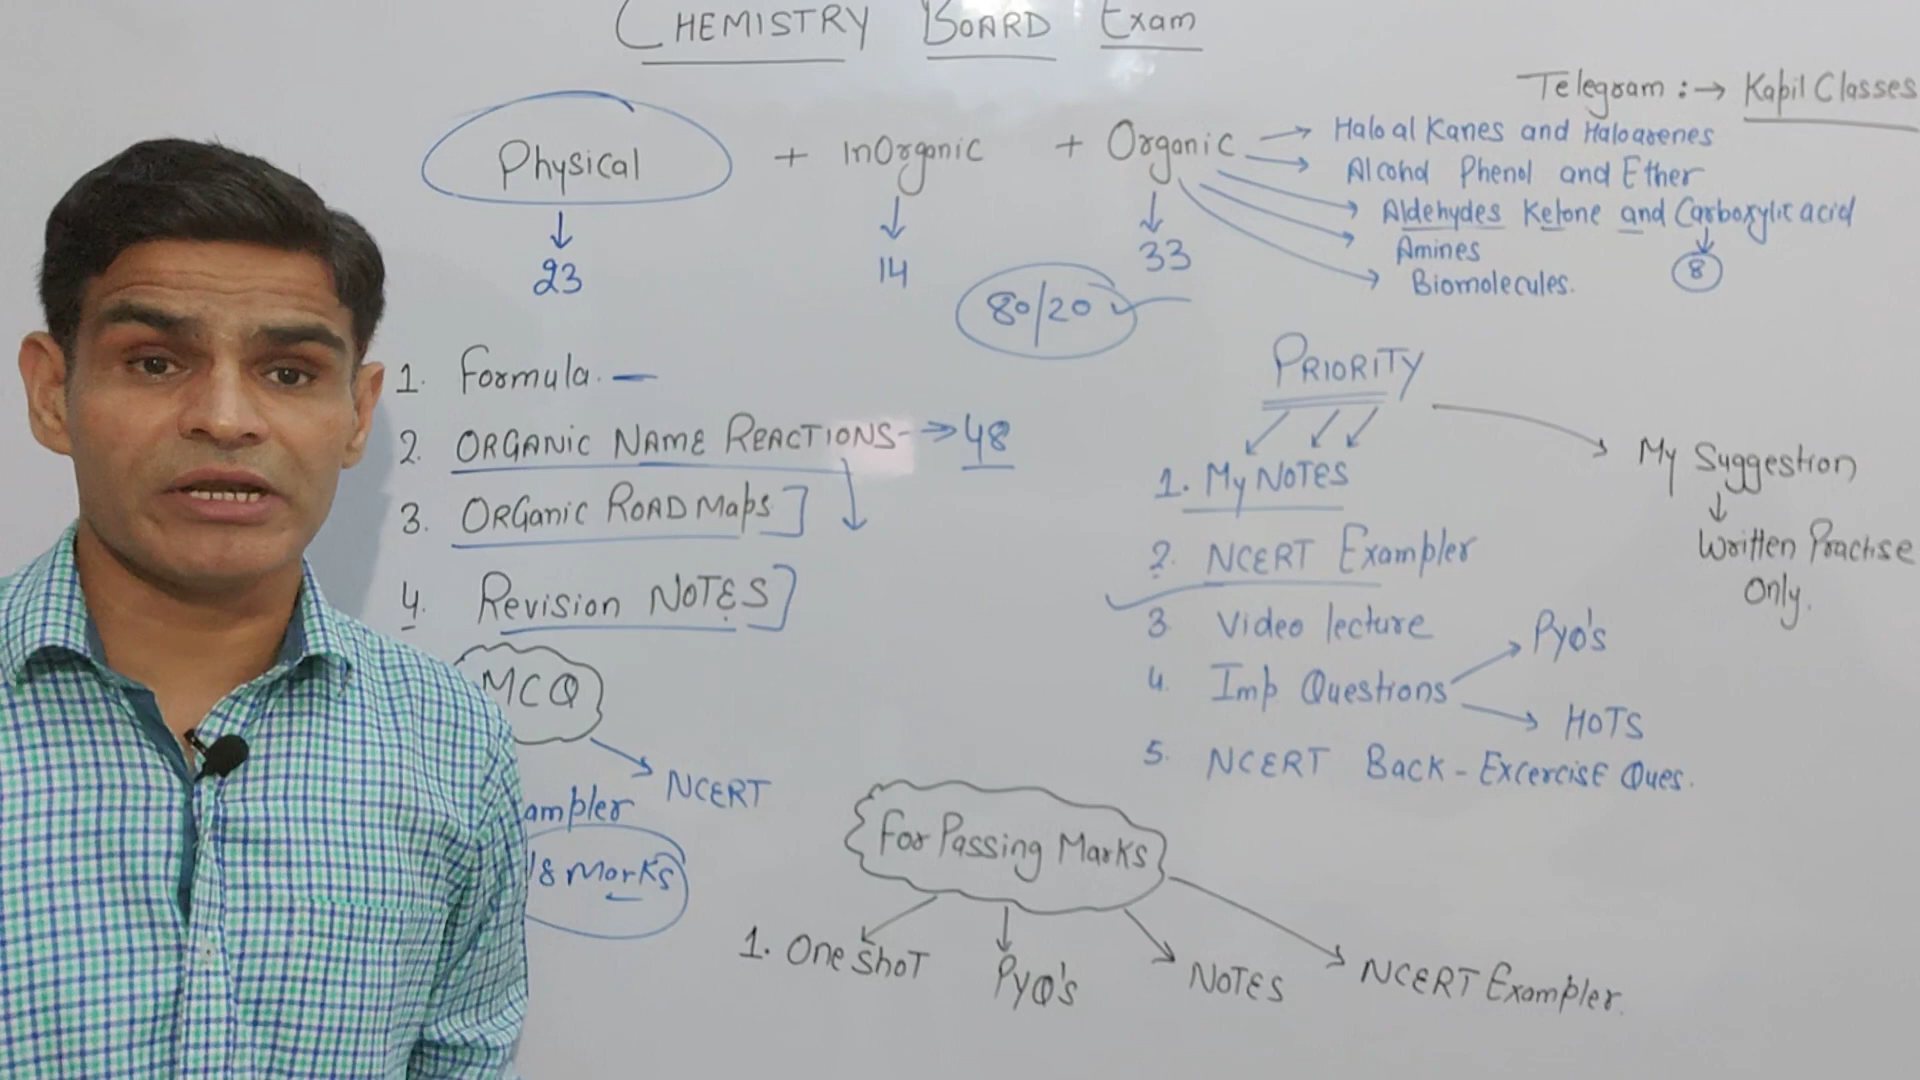 CHEMISTRY BOARD Exam
Telegram :→ Kapil Classes
Physical + InOrganic + Organic
23
14
33
Haloalkanes and Haloarenes
Alcohol Phenol and Ether
Aldehydes Ketone and Carboxylic acid
Amines
8
Biomolecules.
80/20
1. Formula.
2. ORGANIC NAME REACTIONS → 48
3. ORGanic ROAD Maps
4. Revision NOTES
MCQ
NCERT
ampler
18 Marks
PRIORITY
1. My NOTES
2. NCERT Exampler
3 Video lecture
4 Imp Questions
PYQ's
HOTS
5. NCERT BACK - EXCERCISE Ques.
My Suggestion
Written Practise
Only.
For Passing Marks
1. One ShoT
PYQ's
NOTES
NCERT Exampler.